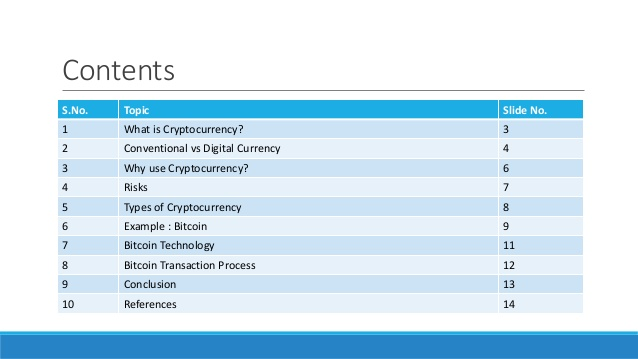 Contents
S.No. Topic Slide No.
1 What is Cryptocurrency? 3
2 Conventional vs Digital Currency 4
3 Why use Cryptocurrency? 6
4 Risks 7
5 Types of Cryptocurrency 8
6 Example : Bitcoin 9
7 Bitcoin Technology 11
8 Bitcoin Transaction Process 12
9 Conclusion 13
10 References 14